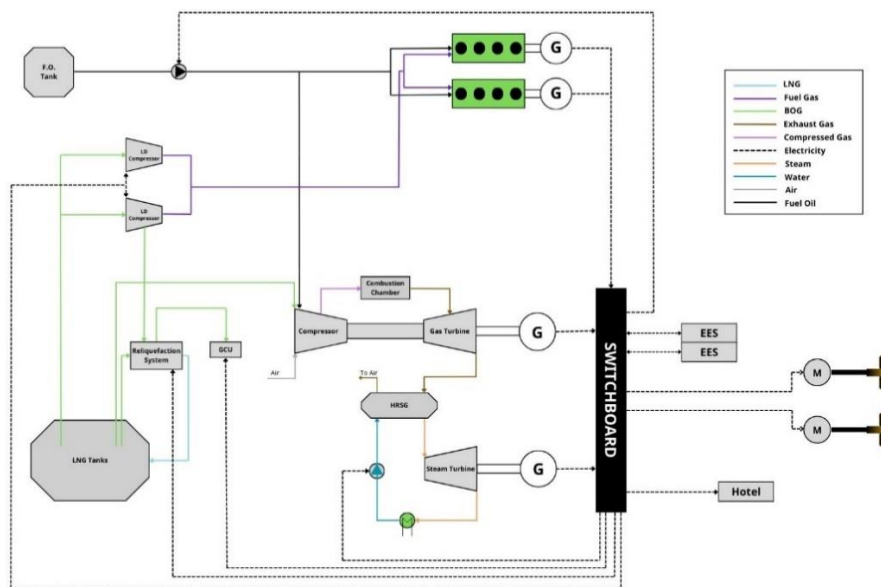 F.O.
Tank
G
G
LNG
Fuel Gas
BOG
Exhaust Gas
Compressed Gas
Electricity
Steam
Water
Air
Fuel Oil
LD
Compressor
LD
Compressor
Combustion
Chamber
Compressor
Gas Turbine
G
SWITCHBOARD
EES
EES
Reliquefaction
System
GCU
Air
To Air
M
HRSG
M
LNG Tanks
Steam Turbine
G
Hotel